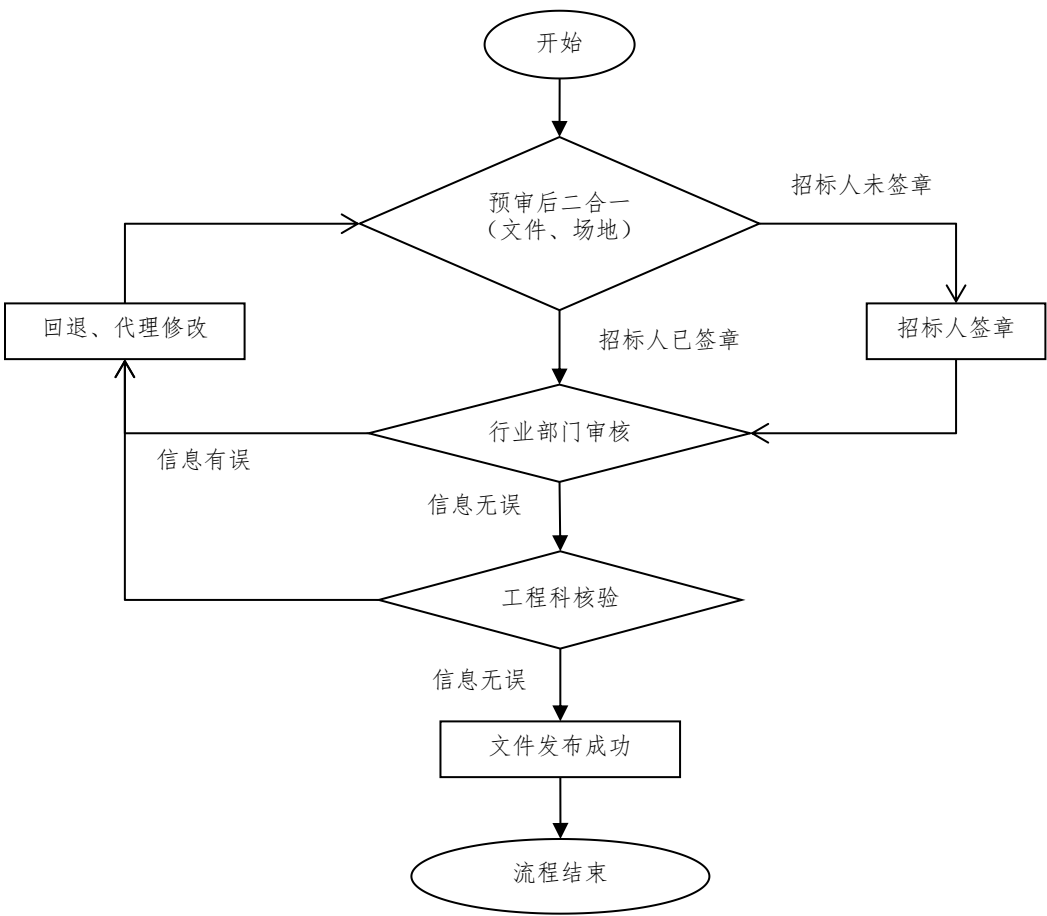 开始
招标人未签章
预审后二合一
（文件、场地）
回退、代理修改
招标人签章
招标人已签章
行业部门审核
信息有误
信息无误
工程科核验
信息无误
文件发布成功
流程结束